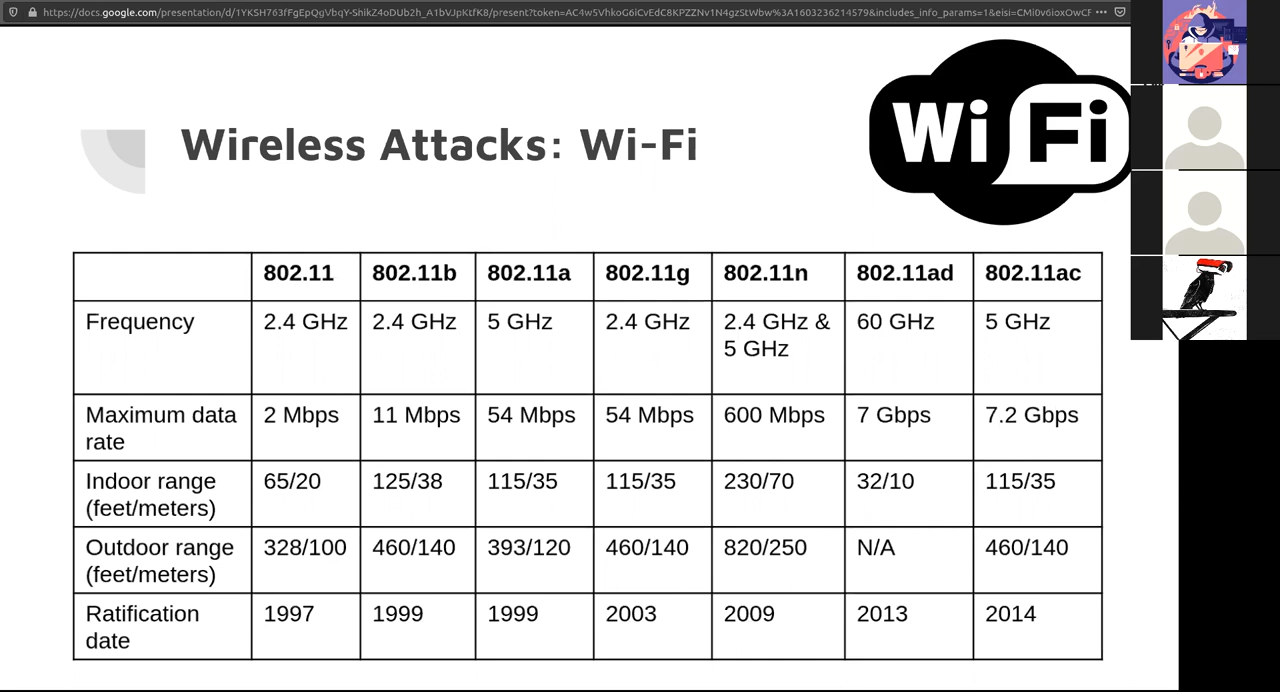 https://docs.google.com/presentation/d/1YKSH763fFgEpQgVbqY-ShikZ4oDUb2h_A1bVJpKtfK8/present?token=AC4w5VhkoG6iCvEdC8KPZZNv1N4gzStWbw%3A1603236214579&includes_info_params=1&eisi=CMi0v6ioxOwCF
Wi Fi
Wireless Attacks: Wi-Fi
802.11 802.11b 802.11a 802.11g 802.11n 802.11ad 802.11ac
Frequency 2.4 GHz 2.4 GHz 5 GHz 2.4 GHz 2.4 GHz & 60 GHz 5 GHz
5 GHz
Maximum data 2 Mbps 11 Mbps 54 Mbps 54 Mbps 600 Mbps 7 Gbps 7.2 Gbps
rate
Indoor range 65/20 125/38 115/35 115/35 230/70 32/10 115/35
(feet/meters)
Outdoor range 328/100 460/140 393/120 460/140 820/250 N/A 460/140
(feet/meters)
Ratification 1997 1999 1999 2003 2009 2013 2014
date